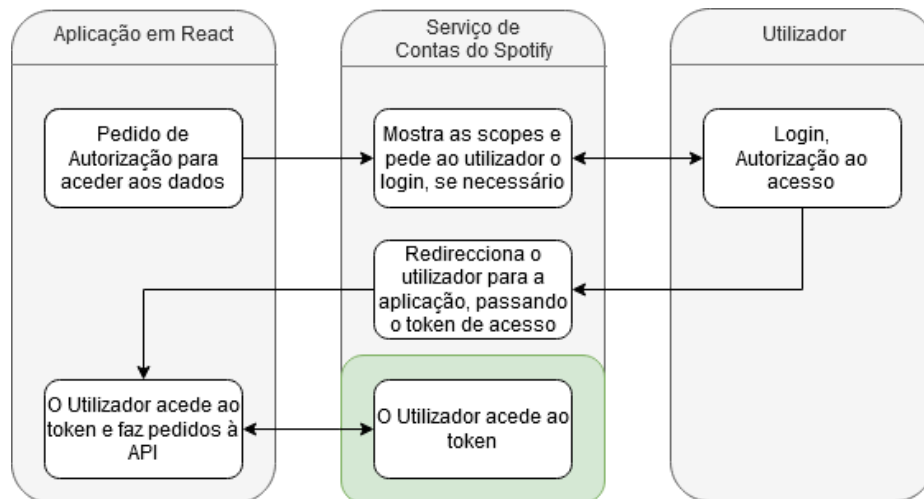 Aplicação em React
Serviço de
Contas do Spotify
Utilizador
Pedido de
Autorização para
aceder aos dados
Mostra as scopes e
pede ao utilizador o
login, se necessário
Login,
Autorização ao
acesso
Redirecciona o
utilizador para a
aplicação, passando
o token de acesso
O Utilizador acede ao
token e faz pedidos à
API
O Utilizador acede ao
token